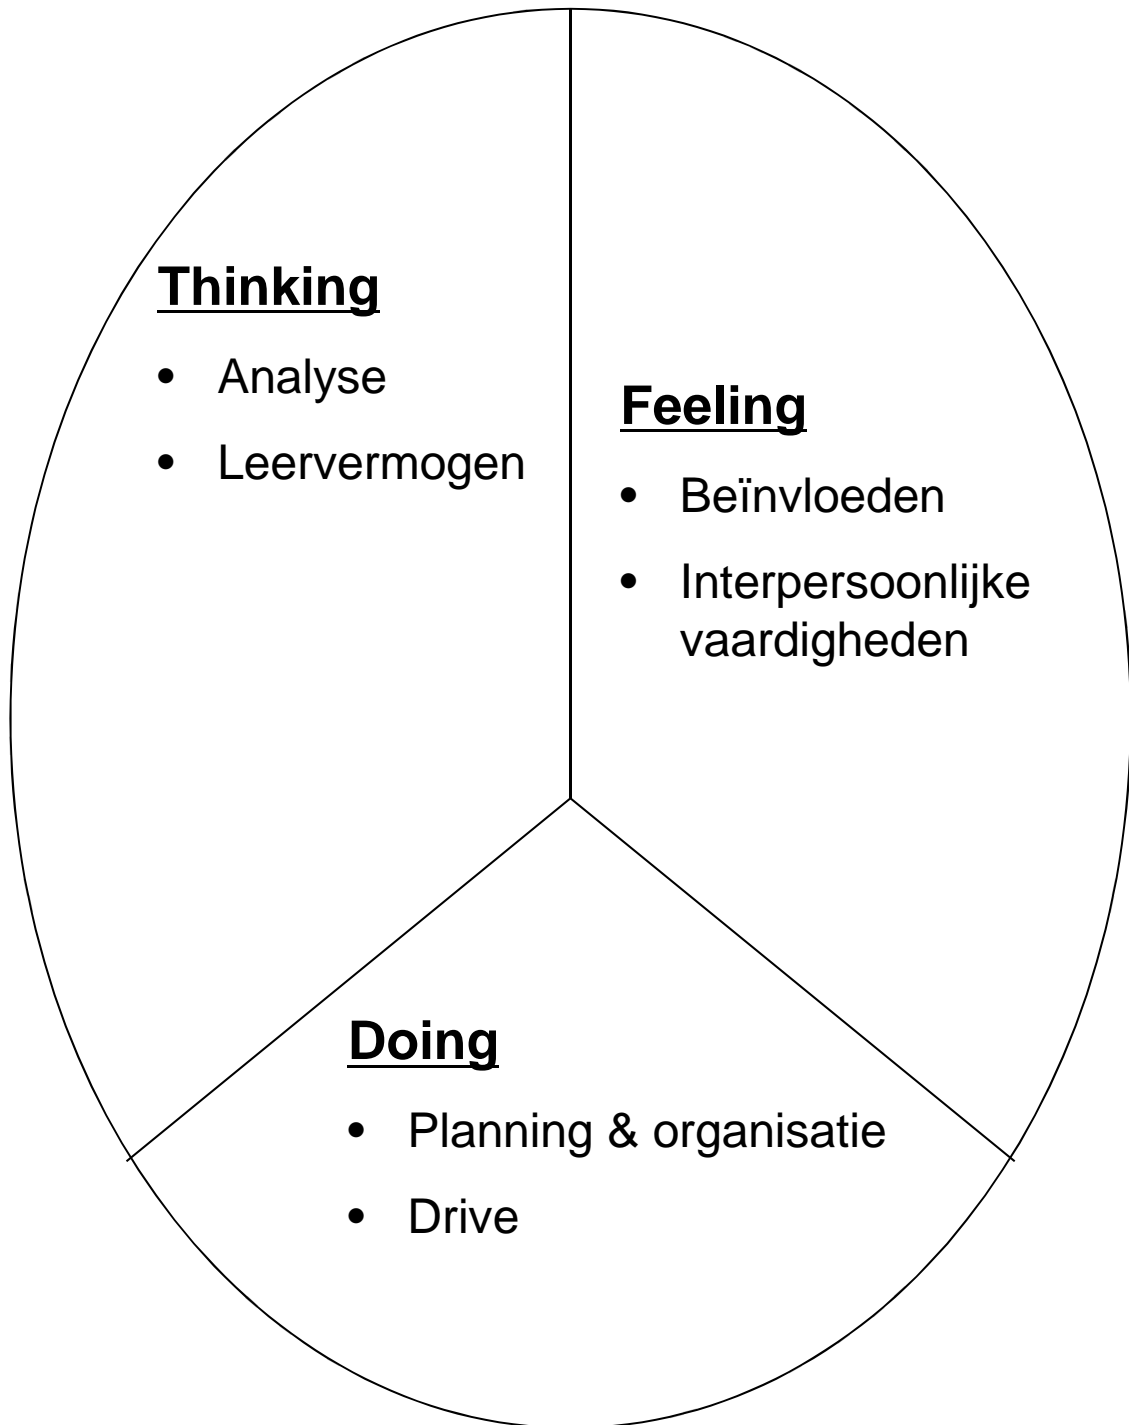 Thinking
• Analyse
• Leervermogen
Feeling
• Beïnvloeden
• Interpersoonlijke
vaardigheden
Doing
• Planning & organisatie
• Drive